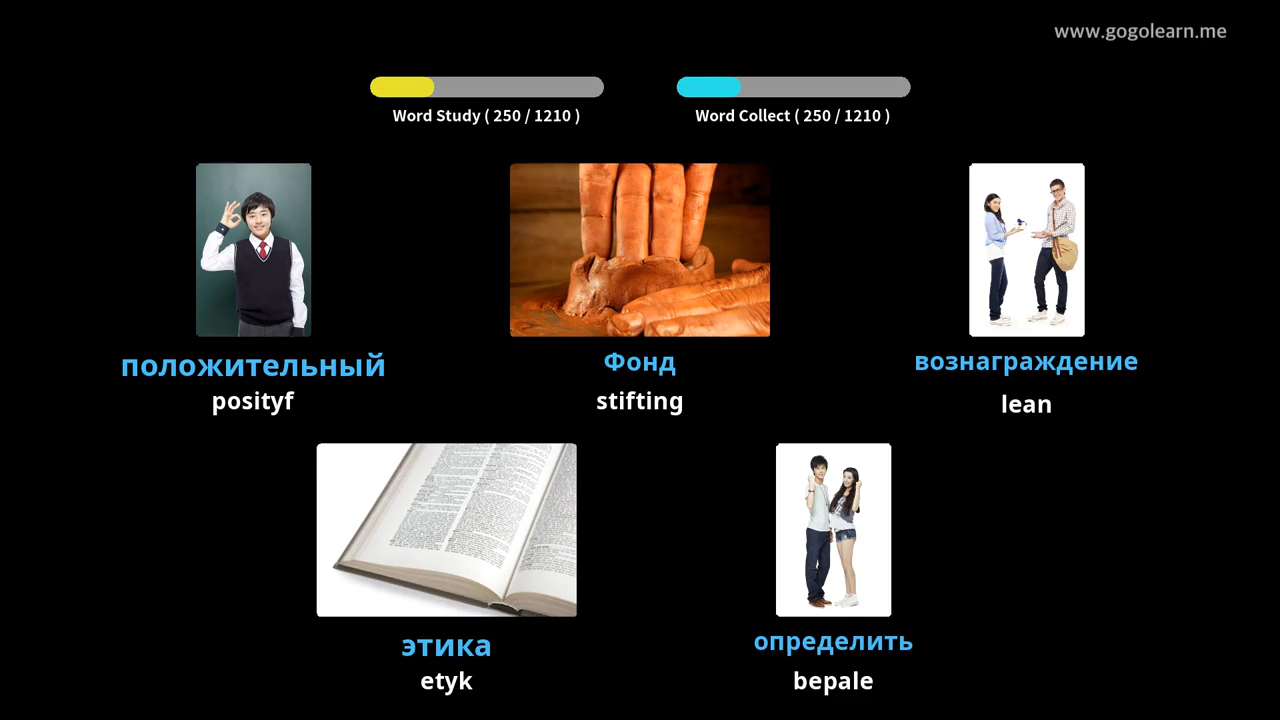 www.gogolearn.me
Word Study ( 250 / 1210 )
Word Collect ( 250 / 1210 )
положительный
posityf
Фонд
stifting
вознаграждение
lean
этика
etyk
определить
bepale